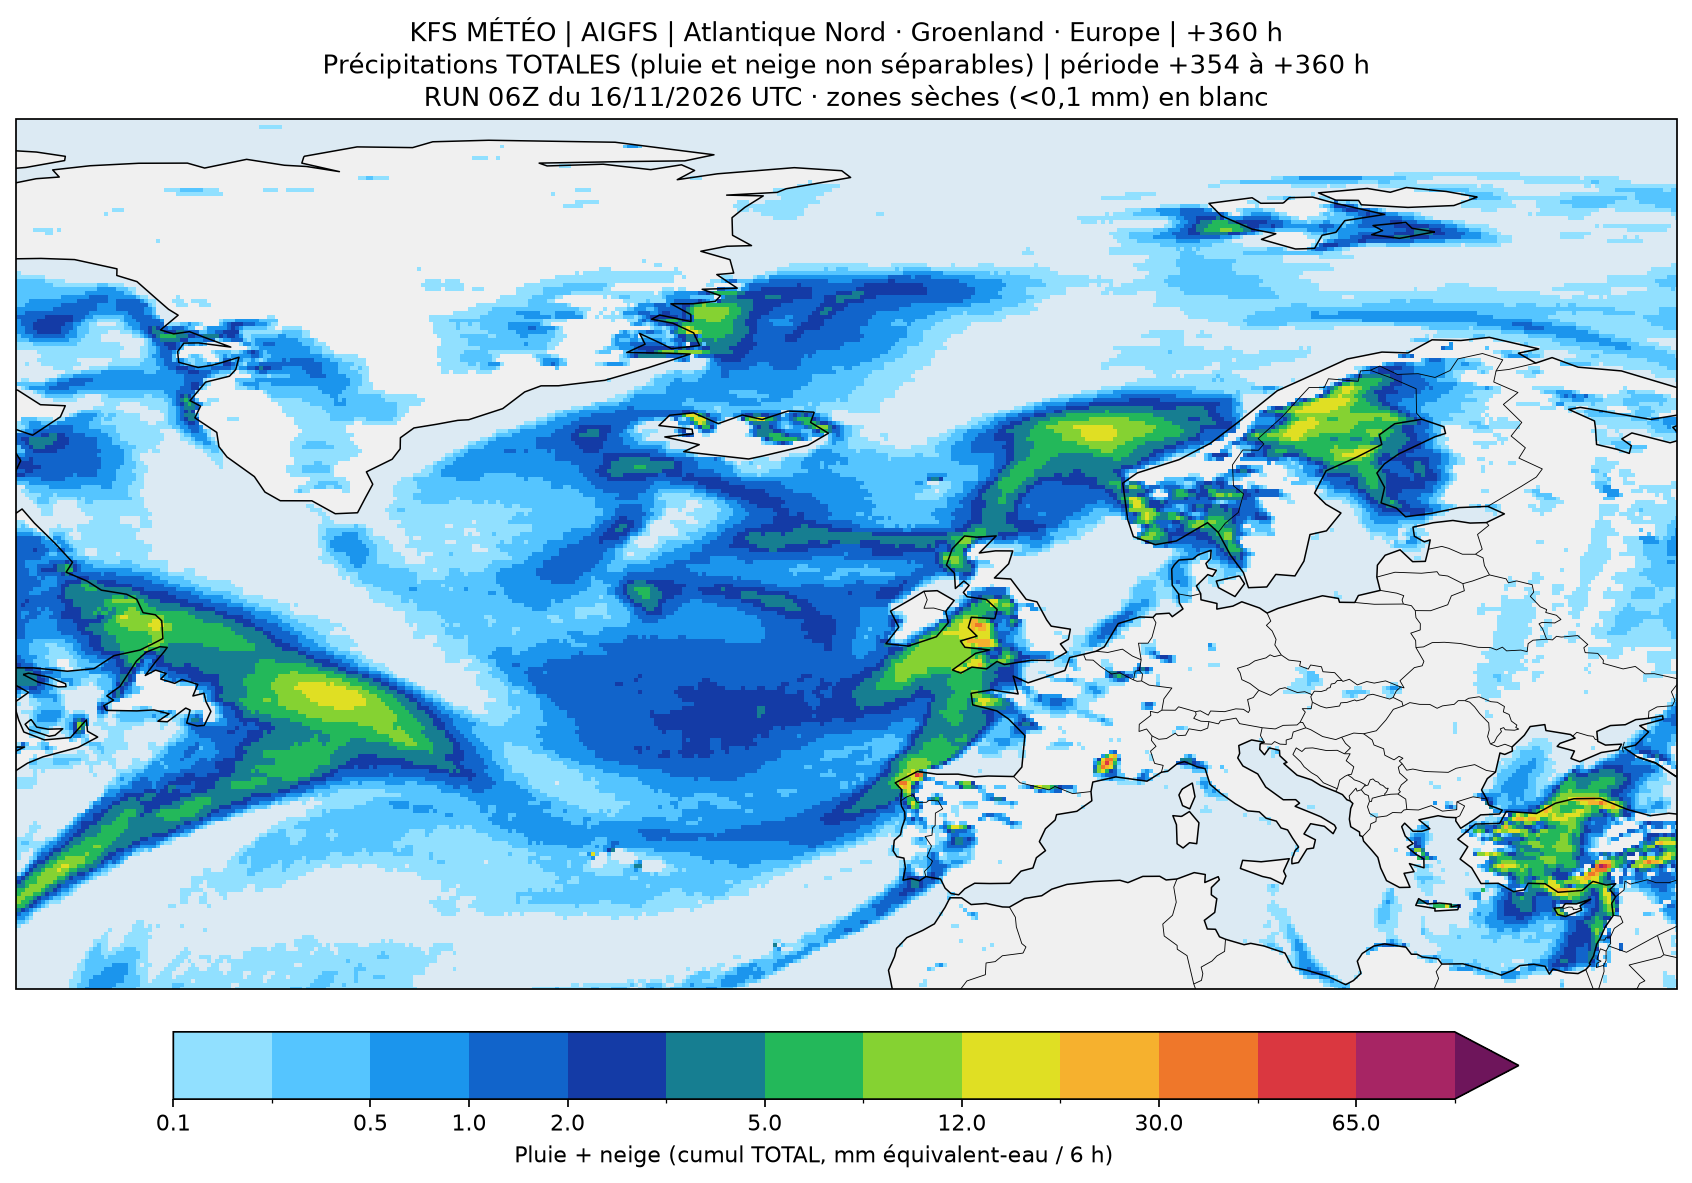 KFS MÉTÉO | AIGFS | Atlantique Nord · Groenland · Europe | +360 h
Précipitations TOTALES (pluie et neige non séparables) | période +354 à +360 h
RUN 06Z du 16/11/2026 UTC · zones sèches (<0,1 mm) en blanc
0.1 0.5 1.0 2.0 5.0 12.0 30.0 65.0
Pluie + neige (cumul TOTAL, mm équivalent-eau / 6 h)